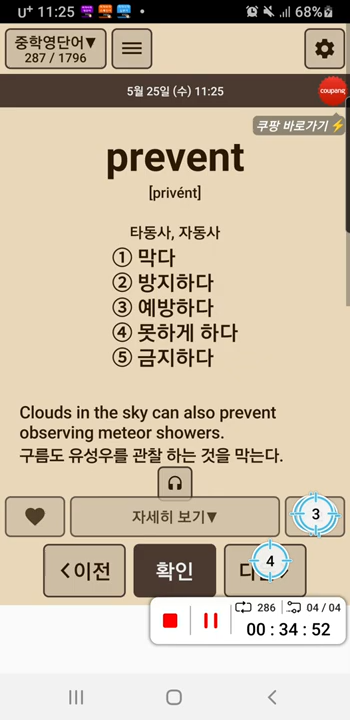 U+ 11:25 68%
중학영단어▼
287 / 1796
5월 25일 (수) 11:25
coupang
쿠팡 바로가기⚡
prevent
[privént]
타동사, 자동사
① 막다
② 방지하다
③ 예방하다
④ 못하게 하다
⑤ 금지하다
Clouds in the sky can also prevent
observing meteor showers.
구름도 유성우를 관찰 하는 것을 막는다.
자세히 보기▼
3
<이전
확인
4
286 04 / 04
00 : 34 : 52